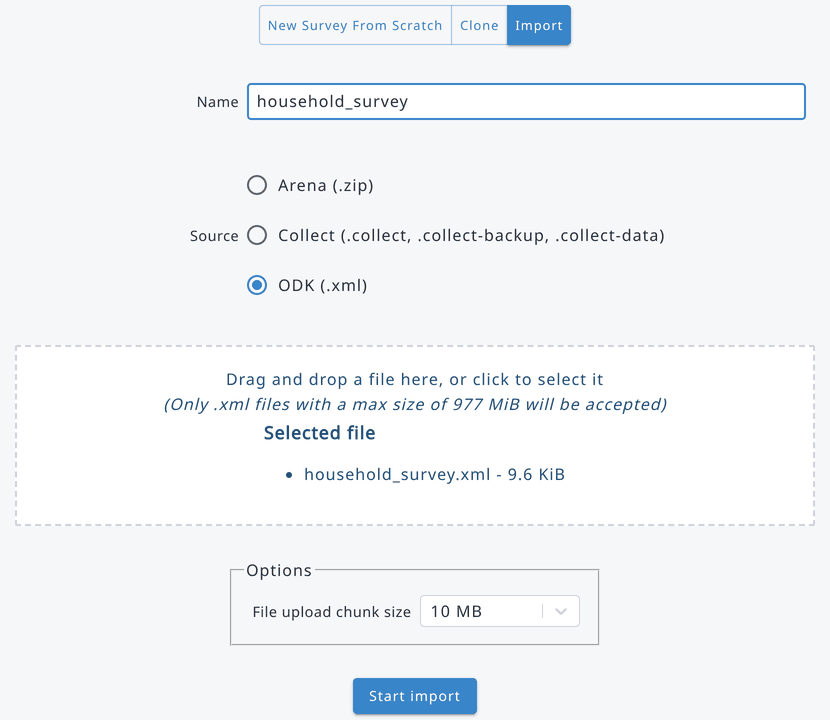 New Survey From Scratch Clone Import
Name household_survey
Arena (.zip)
Source Collect (.collect, .collect-backup, .collect-data)
ODK (.xml)
Drag and drop a file here, or click to select it
(Only .xml files with a max size of 977 MiB will be accepted)
Selected file
• household_survey.xml - 9.6 KiB
Options
File upload chunk size 10 MB
Start import